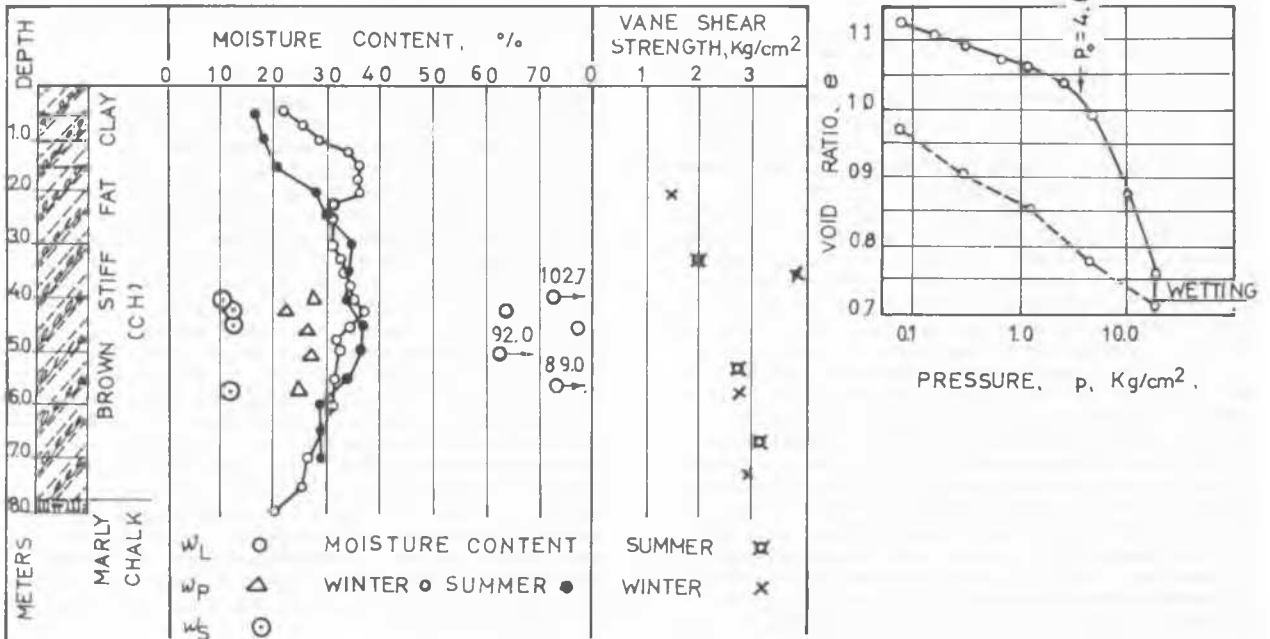 DEPTH
MOISTURE CONTENT, %
0 10 20 30 40 50 60 70
VANE SHEAR
STRENGTH, Kg/cm2
0 1 2 3
1.0
2.0
3.0
4.0
5.0
6.0
7.0
8.0
METERS
BROWN STIFF FAT CLAY
(CH)
MARLY
CHALK
102.7
92.0
89.0
WL
WP
WS
MOISTURE CONTENT
WINTER SUMMER
SUMMER
WINTER
VOID RATIO, e
1.1
1.0
0.9
0.8
0.7
WETTING
0.1 1.0 10.0
PRESSURE, p, Kg/cm2.